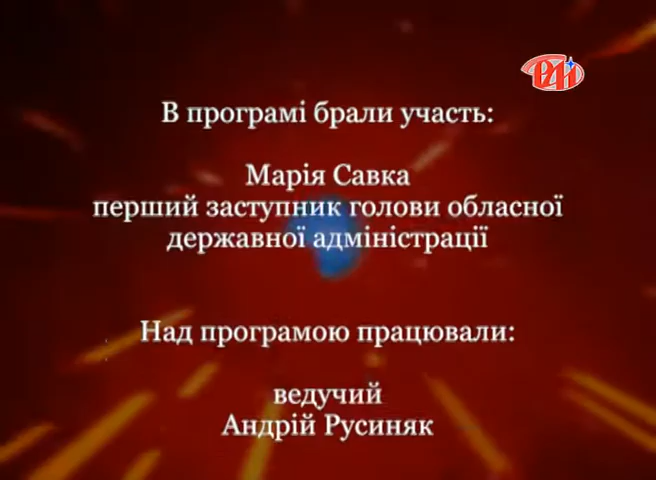 В програмі брали участь:
Марія Савка
перший заступник голови обласної
державної адміністрації
Над програмою працювали:
ведучий
Андрій Русиняк